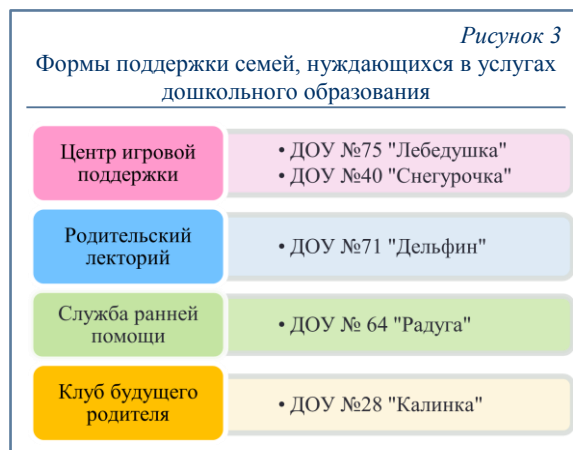 Рисунок 3
Формы поддержки семей, нуждающихся в услугах
дошкольного образования
Центр игровой
поддержки
• ДОУ №75 "Лебедушка"
• ДОУ №40 "Снегурочка"
Родительский
лекторий
• ДОУ №71 "Дельфин"
Служба ранней
помощи
• ДОУ № 64 "Радуга"
Клуб будущего
родителя
• ДОУ №28 "Калинка"